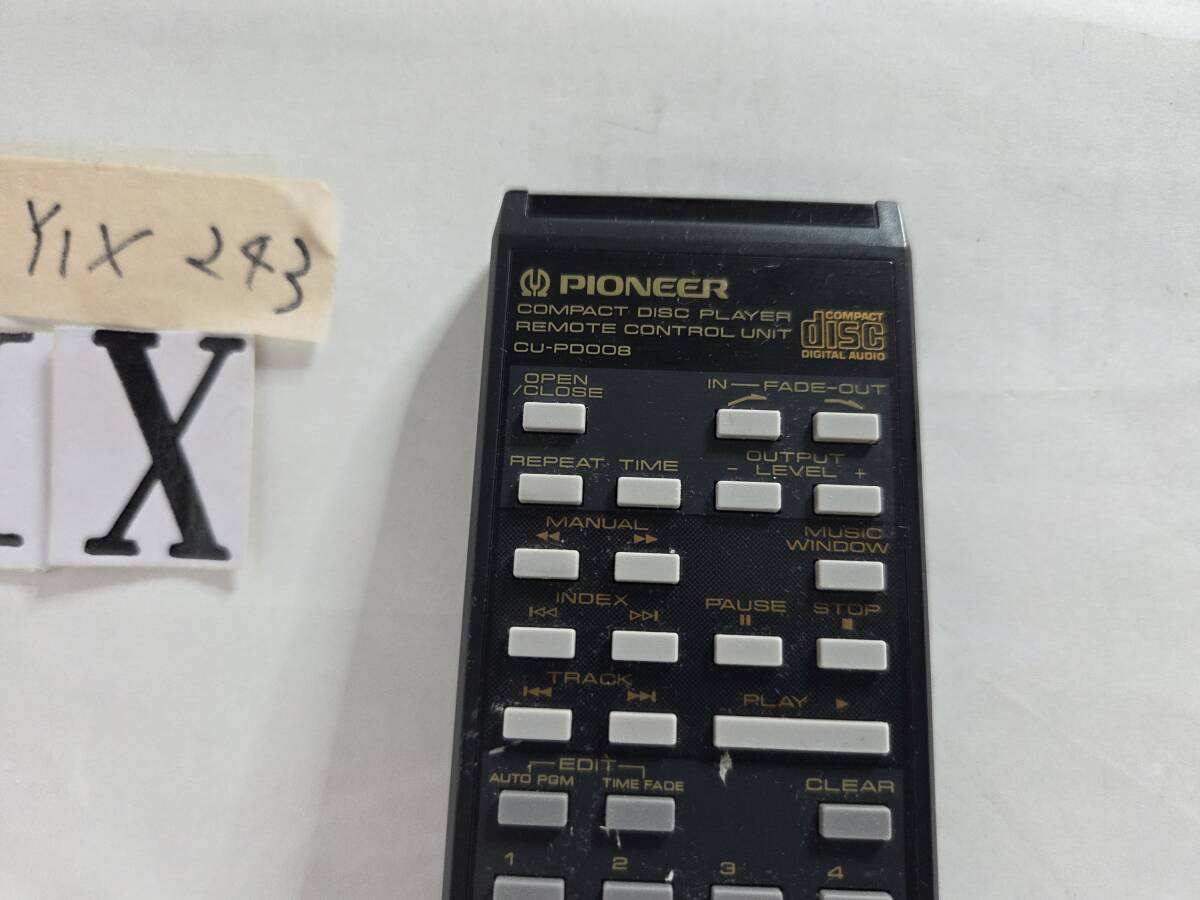 Y1X 243
X
PIONEER
COMPACT DISC PLAYER
REMOTE CONTROL UNIT
CU-PD008
COMPACT
disc
DIGITAL AUDIO
OPEN
/CLOSE
IN FADE-OUT
REPEAT TIME
OUTPUT
- LEVEL +
MANUAL
MUSIC
WINDOW
INDEX
PAUSE STOP
TRACK
PLAY
EDIT
AUTO PGM TIME FADE
CLEAR
1 2 3 4